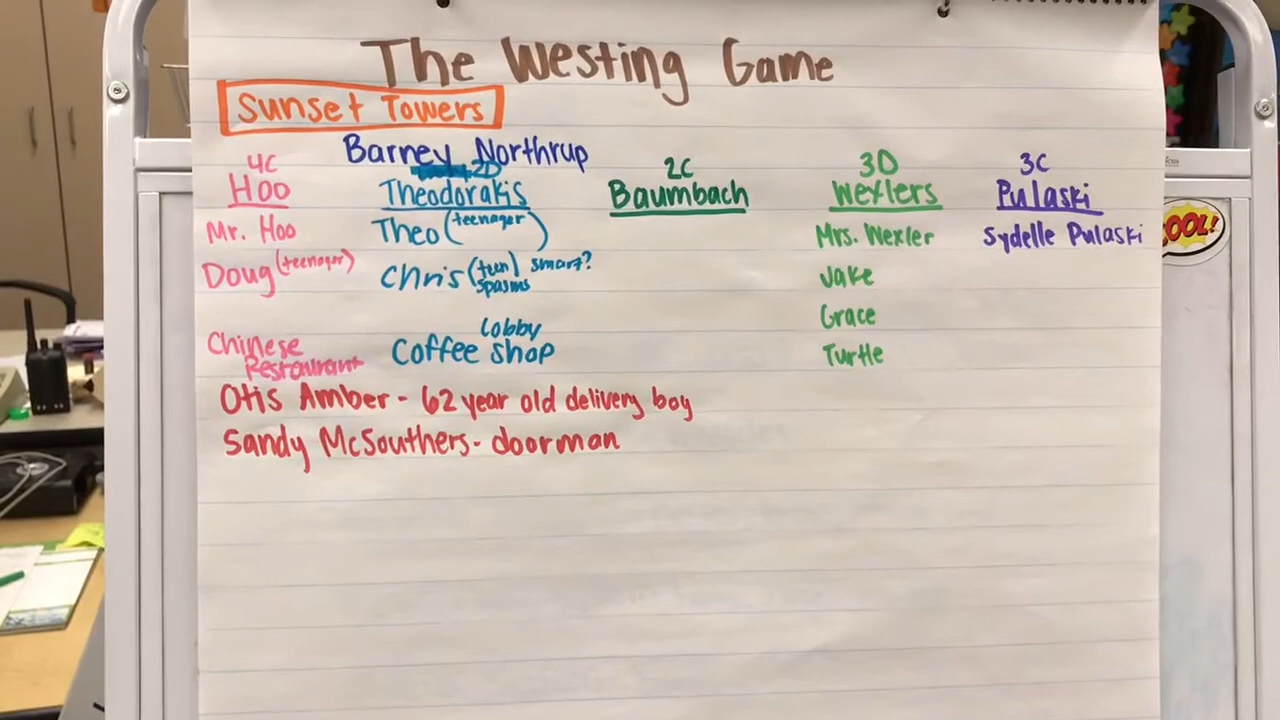 The Westing Game
Sunset Towers
Barney Northrup
4C
Hoo
Mr. Hoo
Doug (teenager)
Chinese
Restaurant
2D
Theodorakis
Theo (teenager)
Chris (teen) smart?
spasms
lobby
Coffee shop
2C
Baumbach
3D
Wexlers
Mrs. Wexler
Jake
Grace
Turtle
3C
Pulaski
Sydelle Pulaski
Otis Amber - 62 year old delivery boy
Sandy McSouthers - doorman
COOL!